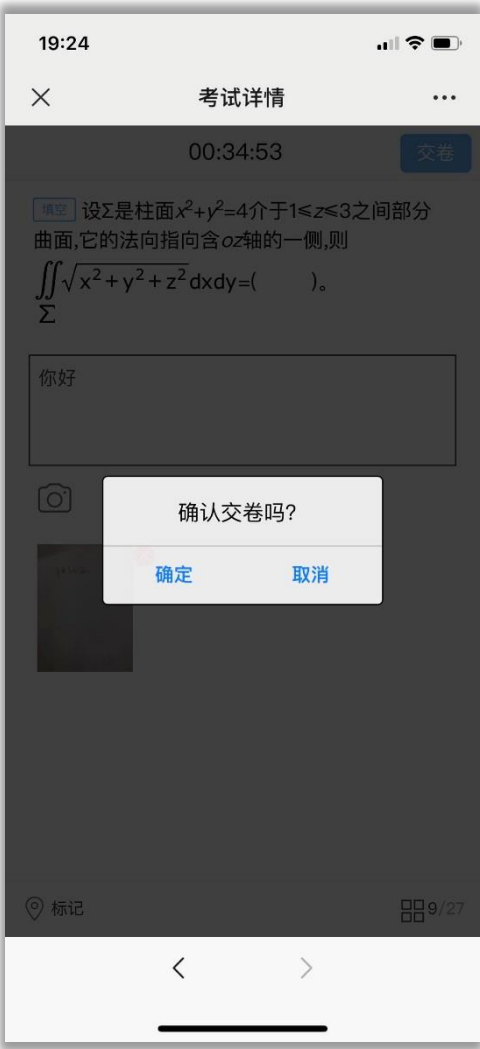 19:24
考试详情
00:34:53 交卷
填空 设Σ是柱面x²+y²=4介于1≤z≤3之间部分
曲面,它的法向指向含oz轴的一侧,则
∬√x²+y²+z² dxdy=( )。
Σ
你好
确认交卷吗?
确定 取消
标记 9/27